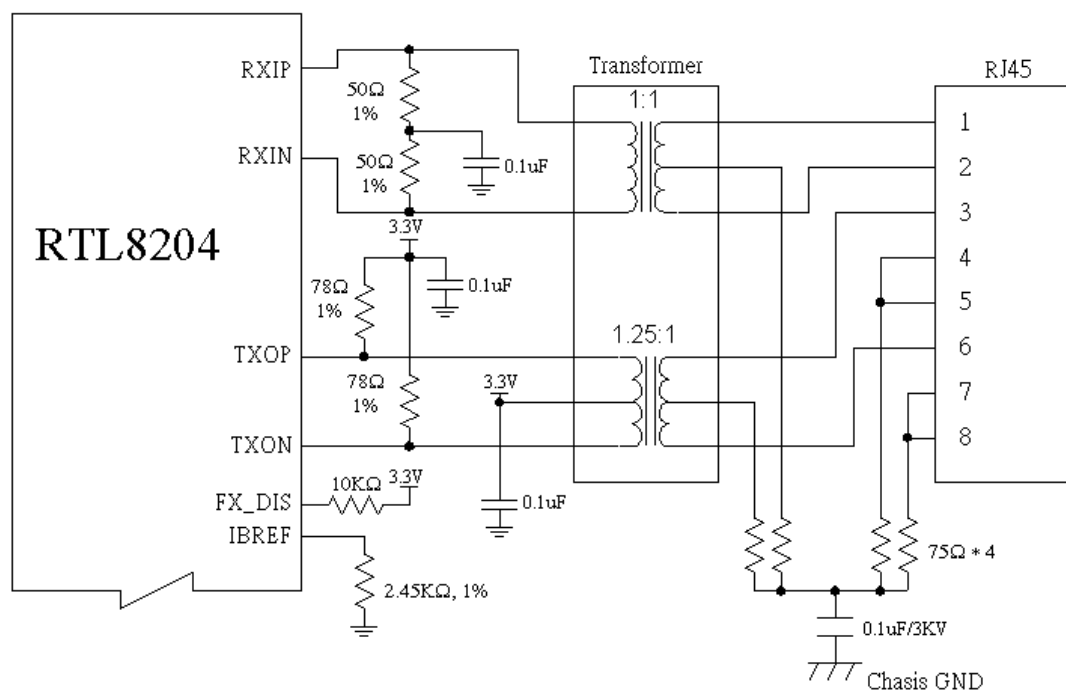 RTL8204
RXIP
RXIN
TXOP
TXON
FX_DIS
IBREF
50Ω
1%
50Ω
1%
0.1uF
3.3V
0.1uF
78Ω
1%
78Ω
1%
3.3V
0.1uF
10KΩ
3.3V
2.45KΩ, 1%
Transformer
1:1
1.25:1
RJ45
1
2
3
4
5
6
7
8
75Ω * 4
0.1uF/3KV
Chasis GND